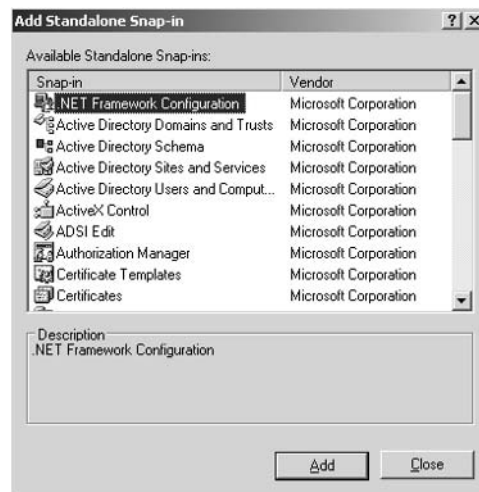 Add Standalone Snap-in
Available Standalone Snap-ins:
Snap-in Vendor
.NET Framework Configuration Microsoft Corporation
Active Directory Domains and Trusts Microsoft Corporation
Active Directory Schema Microsoft Corporation
Active Directory Sites and Services Microsoft Corporation
Active Directory Users and Comput... Microsoft Corporation
ActiveX Control Microsoft Corporation
ADSI Edit Microsoft Corporation
Authorization Manager Microsoft Corporation
Certificate Templates Microsoft Corporation
Certificates Microsoft Corporation
Description
.NET Framework Configuration
Add Close